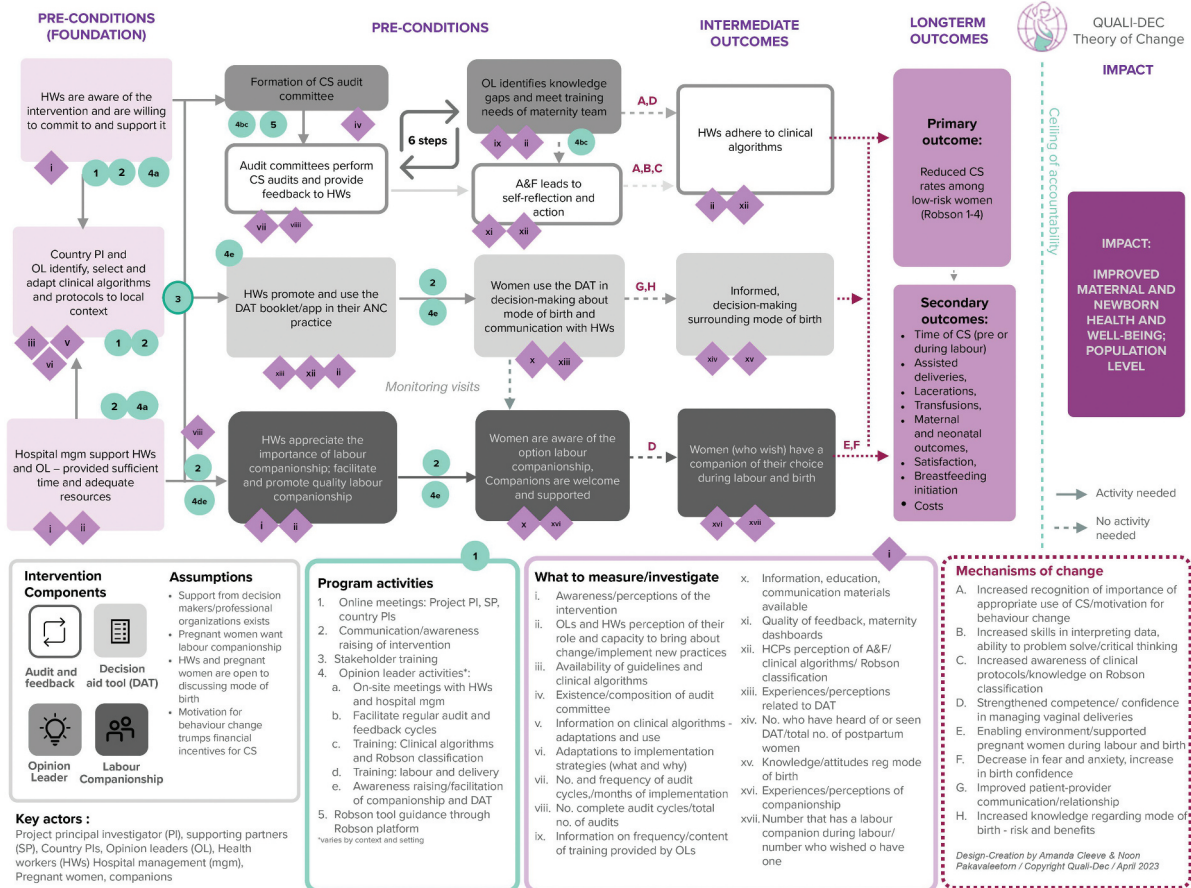 PRE-CONDITIONS
(FOUNDATION)
PRE-CONDITIONS
INTERMEDIATE
OUTCOMES
LONGTERM
OUTCOMES
QUALI-DEC
Theory of Change
IMPACT
HWs are aware of the
intervention and are willing
to commit to and support it
i
1
2
4a
Country PI and
OL identify, select and
adapt clinical algorithms
and protocols to local
context
iii
v
vi
1
2
3
2
4a
Hospital mgm support HWs
and OL – provided sufficient
time and adequate
resources
i
ii
viii
2
4de
Formation of CS audit
committee
4bc
5
iv
Audit committees perform
CS audits and provide
feedback to HWs
vii
viiii
6 steps
OL identifies knowledge
gaps and meet training
needs of maternity team
ix
ii
4bc
A&F leads to
self-reflection and
action
xi
xii
A,D
A,B,C
HWs adhere to clinical
algorithms
ii
xii
4e
HWs promote and use the
DAT booklet/app in their ANC
practice
xiii
xii
ii
2
4e
Women use the DAT in
decision-making about
mode of birth and
communication with HWs
x
xiii
G,H
Informed,
decision-making
surrounding mode of birth
xiv
xv
Monitoring visits
HWs appreciate the
importance of labour
companionship; facilitate
and promote quality labour
companionship
i
ii
2
4e
Women are aware of the
option labour
companionship,
Companions are welcome
and supported
x
xvi
D
Women (who wish) have a
companion of their choice
during labour and birth
xvi
xvii
E,F
Primary
outcome:
Reduced CS
rates among
low-risk women
(Robson 1-4)
Secondary
outcomes:
• Time of CS (pre or
during labour)
• Assisted
deliveries,
• Lacerations,
• Transfusions,
• Maternal
and neonatal
outcomes,
• Satisfaction,
• Breastfeeding
initiation
• Costs
Ceiling of accountability
IMPACT:
IMPROVED
MATERNAL AND
NEWBORN
HEALTH AND
WELL-BEING;
POPULATION
LEVEL
Activity needed
No activity
needed
Intervention
Components
Audit and
feedback
Decision
aid tool (DAT)
Opinion
Leader
Labour
Companionship
Assumptions
• Support from
decision
makers/professional
organizations exists
• Pregnant women want
labour companionship
• HWs and pregnant
women are open to
discussing mode of
birth
• Motivation for
behaviour change
trumps financial
incentives for CS
Key actors :
Project principal investigator (PI), supporting partners
(SP), Country PIs, Opinion leaders (OL), Health
workers (HWs) Hospital management (mgm),
Pregnant women, companions
1
Program activities
1. Online meetings: Project PI, SP,
country PIs
2. Communication/awareness
raising of intervention
3. Stakeholder training
4. Opinion leader activities*:
a. On-site meetings with HWs
and hospital mgm
b. Facilitate regular audit and
feedback cycles
c. Training: Clinical algorithms
and Robson classification
d. Training: labour and delivery
e. Awareness raising/facilitation
of companionship and DAT
5. Robson tool guidance through
Robson platform
*varies by context and setting
i
What to measure/investigate
i. Awareness/perceptions of the
intervention
ii. OLs and HWs perception of their
role and capacity to bring about
change/implement new practices
iii. Availability of guidelines and
clinical algorithms
iv. Existence/composition of audit
committee
v. Information on clinical algorithms -
adaptations and use
vi. Adaptations to implementation
strategies (what and why)
vii. No. and frequency of audit
cycles,/months of implementation
viii. No. complete audit cycles/total
no. of audits
ix. Information on frequency/content
of training provided by OLs
x. Information, education,
communication materials
available
xi. Quality of feedback, maternity
dashboards
xii. HCPs perception of A&F/
clinical algorithms/ Robson
classification
xiii. Experiences/perceptions
related to DAT
xiv. No. who have heard of or seen
DAT/total no. of postpartum
women
xv. Knowledge/attitudes reg mode
of birth
xvi. Experiences/perceptions of
companionship
xvii. Number that has a labour
companion during labour/
number who wished o have
one
Mechanisms of change
A. Increased recognition of importance of
appropriate use of CS/motivation for
behaviour change
B. Increased skills in interpreting data,
ability to problem solve/critical thinking
C. Increased awareness of clinical
protocols/knowledge on Robson
classification
D. Strengthened competence/ confidence
in managing vaginal deliveries
E. Enabling environment/supported
pregnant women during labour and birth
F. Decrease in fear and anxiety, increase
in birth confidence
G. Improved patient-provider
communication/relationship
H. Increased knowledge regarding mode of
birth - risk and benefits
Design-Creation by Amanda Cleeve & Noon
Pakavaleetorn / Copyright Quali-Dec / April 2023